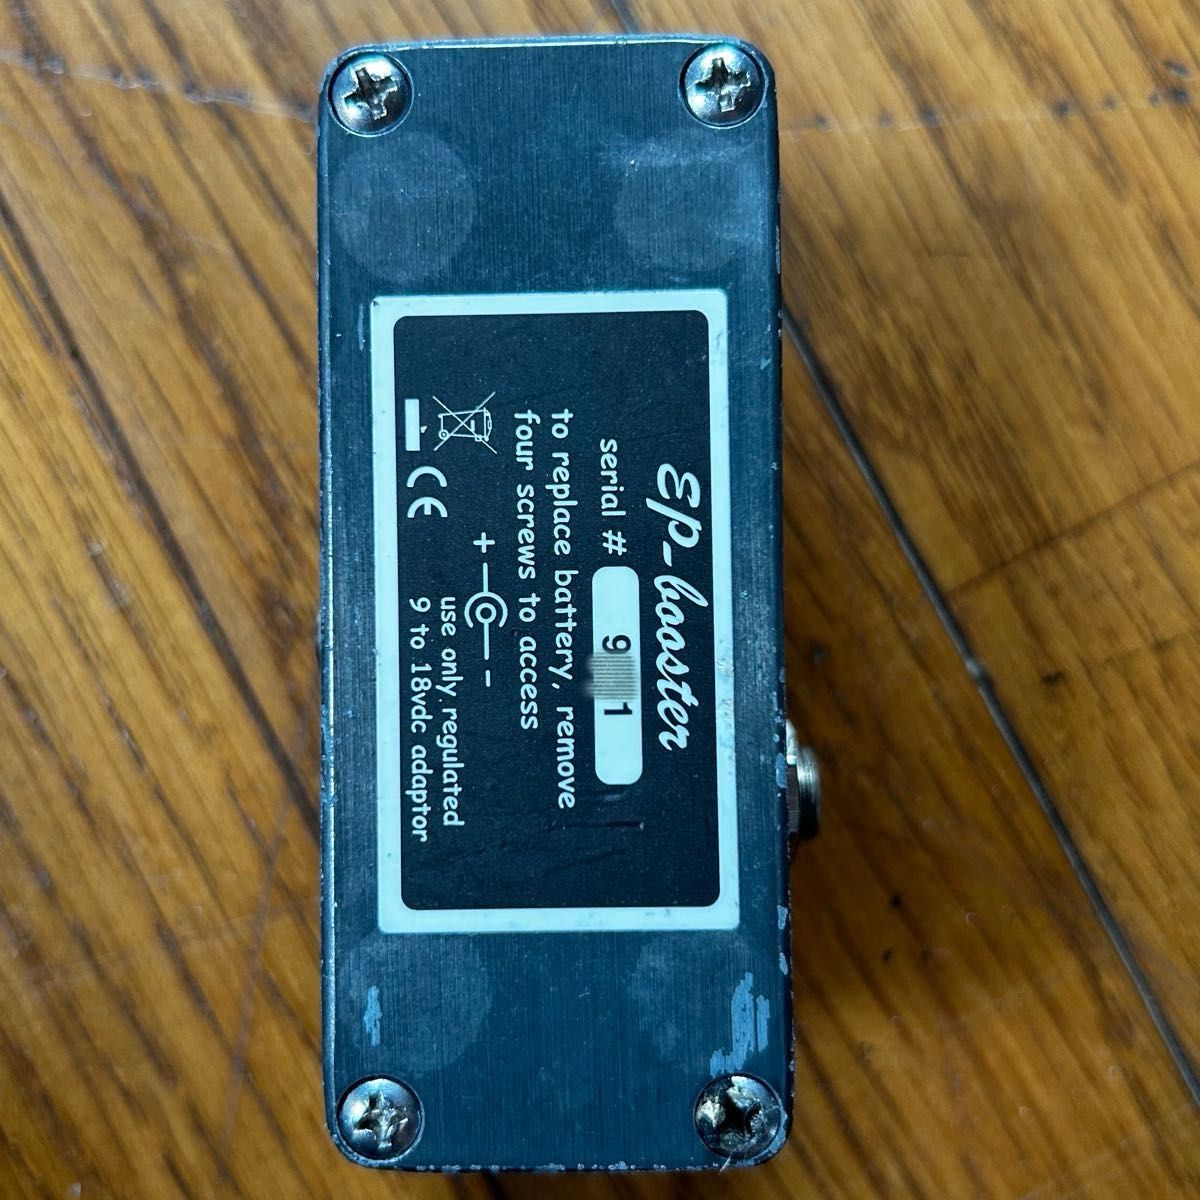 Ep-booster
serial # 9 1
to replace battery, remove
four screws to access
+ -
CE
use only regulated
9 to 18vdc adaptor